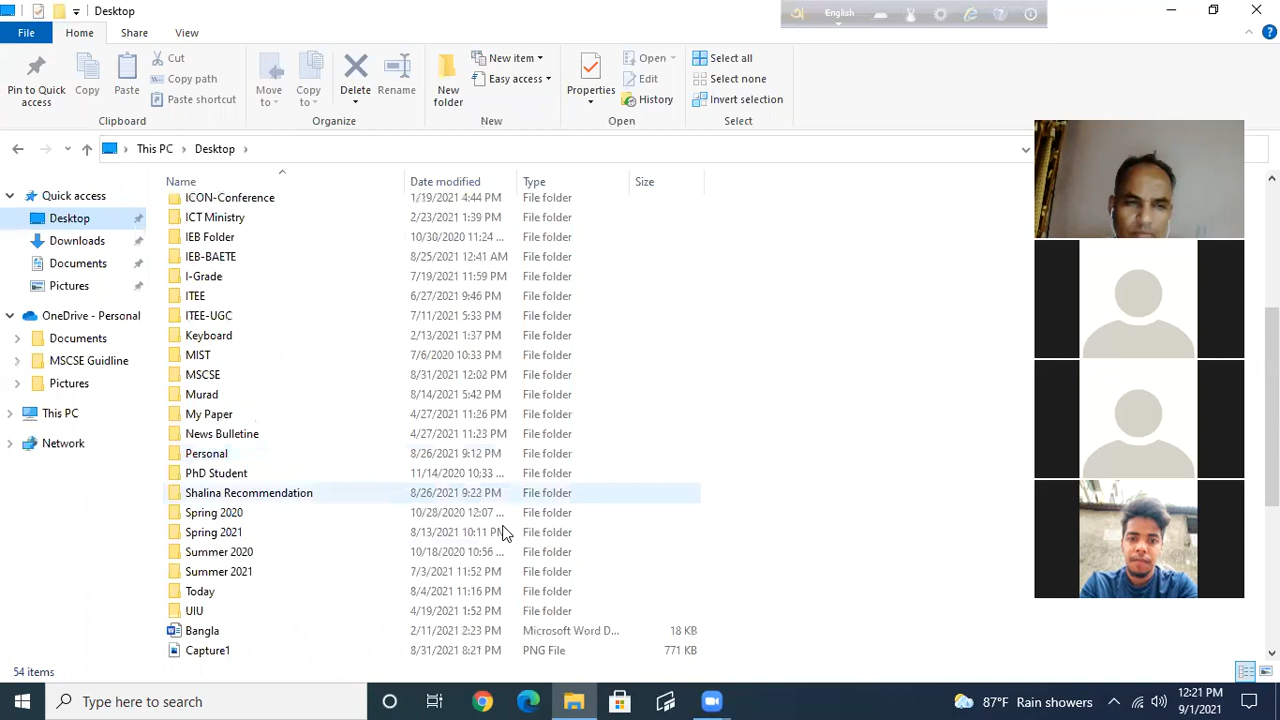 Desktop
অ English
File Home Share View
Pin to Quick access
Copy
Paste
Cut
Copy path
Paste shortcut
Clipboard
Move to
Copy to
Delete
Rename
Organize
New folder
New item
Easy access
New
Properties
Open
Edit
History
Open
Select all
Select none
Invert selection
Select
This PC > Desktop >
Name Date modified Type Size
Quick access
Desktop
Downloads
Documents
Pictures
OneDrive - Personal
Documents
MSCSE Guidline
Pictures
This PC
Network
ICON-Conference 1/19/2021 4:44 PM File folder
ICT Ministry 2/23/2021 1:39 PM File folder
IEB Folder 10/30/2020 11:24 ... File folder
IEB-BAETE 8/25/2021 12:41 AM File folder
I-Grade 7/19/2021 11:59 PM File folder
ITEE 6/27/2021 9:46 PM File folder
ITEE-UGC 7/11/2021 5:33 PM File folder
Keyboard 2/13/2021 1:37 PM File folder
MIST 7/6/2020 10:33 PM File folder
MSCSE 8/31/2021 12:02 PM File folder
Murad 8/14/2021 5:42 PM File folder
My Paper 4/27/2021 11:26 PM File folder
News Bulletine 4/27/2021 11:23 PM File folder
Personal 8/26/2021 9:12 PM File folder
PhD Student 11/14/2020 10:33 ... File folder
Shalina Recommendation 8/26/2021 9:22 PM File folder
Spring 2020 10/28/2020 12:07 ... File folder
Spring 2021 8/13/2021 10:11 PM File folder
Summer 2020 10/18/2020 10:56 ... File folder
Summer 2021 7/3/2021 11:52 PM File folder
Today 8/4/2021 11:16 PM File folder
UIU 4/19/2021 1:52 PM File folder
Bangla 2/11/2021 2:23 PM Microsoft Word D... 18 KB
Capture1 8/31/2021 8:21 PM PNG File 771 KB
54 items
Type here to search
87°F Rain showers
12:21 PM
9/1/2021